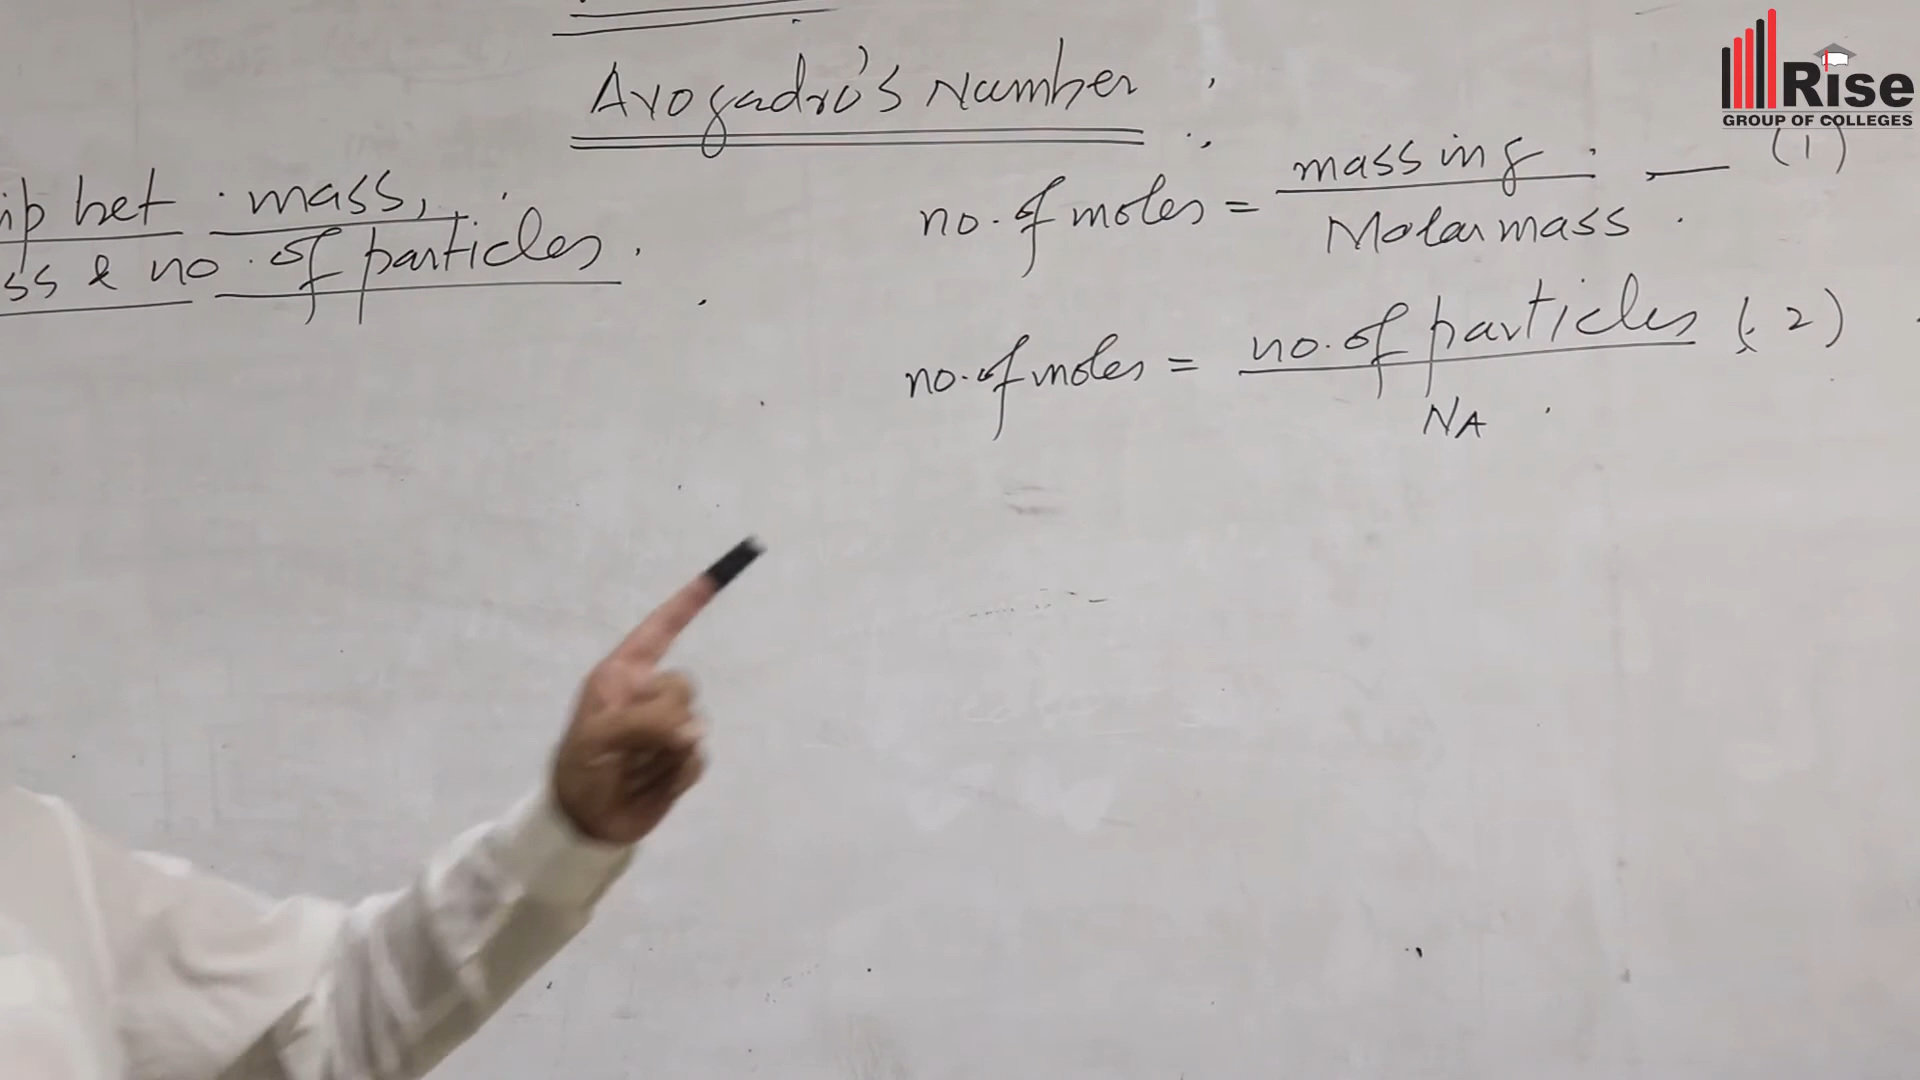 Avogadro's Number
Rise
GROUP OF COLLEGES
ip bet mass,
ss & no. of particles.
no. of moles = mass in g / Molar mass — (1)
no. of moles = no. of particles / NA (2)